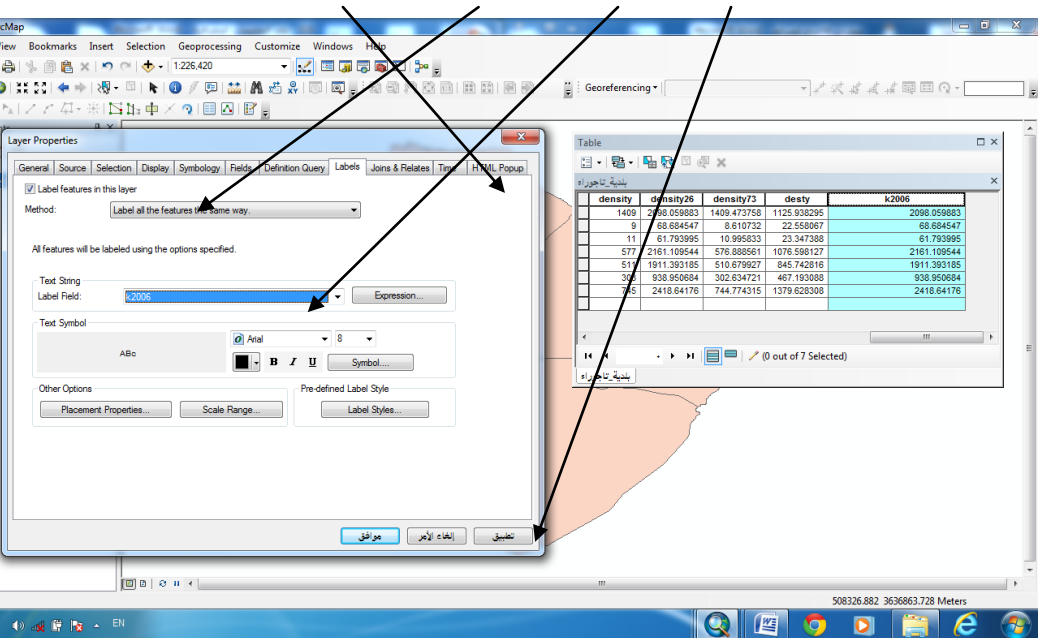 cMap
iew Bookmarks Insert Selection Geoprocessing Customize Windows Help
1:226,420
Georeferencing
Layer Properties
General Source Selection Display Symbology Fields Definition Query Labels Joins & Relates Time HTML Popup
Label features in this layer
Method: Label all the features the same way.
All features will be labeled using the options specified.
Text String
Label Field: k2006 Expression...
Text Symbol
ABc
Arial 8
B I U Symbol....
Other Options
Placement Properties... Scale Range...
Pre-defined Label Style
Label Styles...
موافق إلغاء الأمر تطبيق
Table
بلدية_تاجوراء
density density26 density73 desty k2006
1409 2098.059883 1409.473758 1125.938295 2098.059883
9 68.684547 8.610732 22.558067 68.684547
11 61.793995 10.995833 23.347388 61.793995
577 2161.109544 576.888561 1076.598127 2161.109544
511 1911.393185 510.679927 845.742816 1911.393185
303 938.950684 302.634721 467.193088 938.950684
745 2418.64176 744.774315 1379.628308 2418.64176
(0 out of 7 Selected)
بلدية_تاجوراء
508326.882 3636863.728 Meters
EN